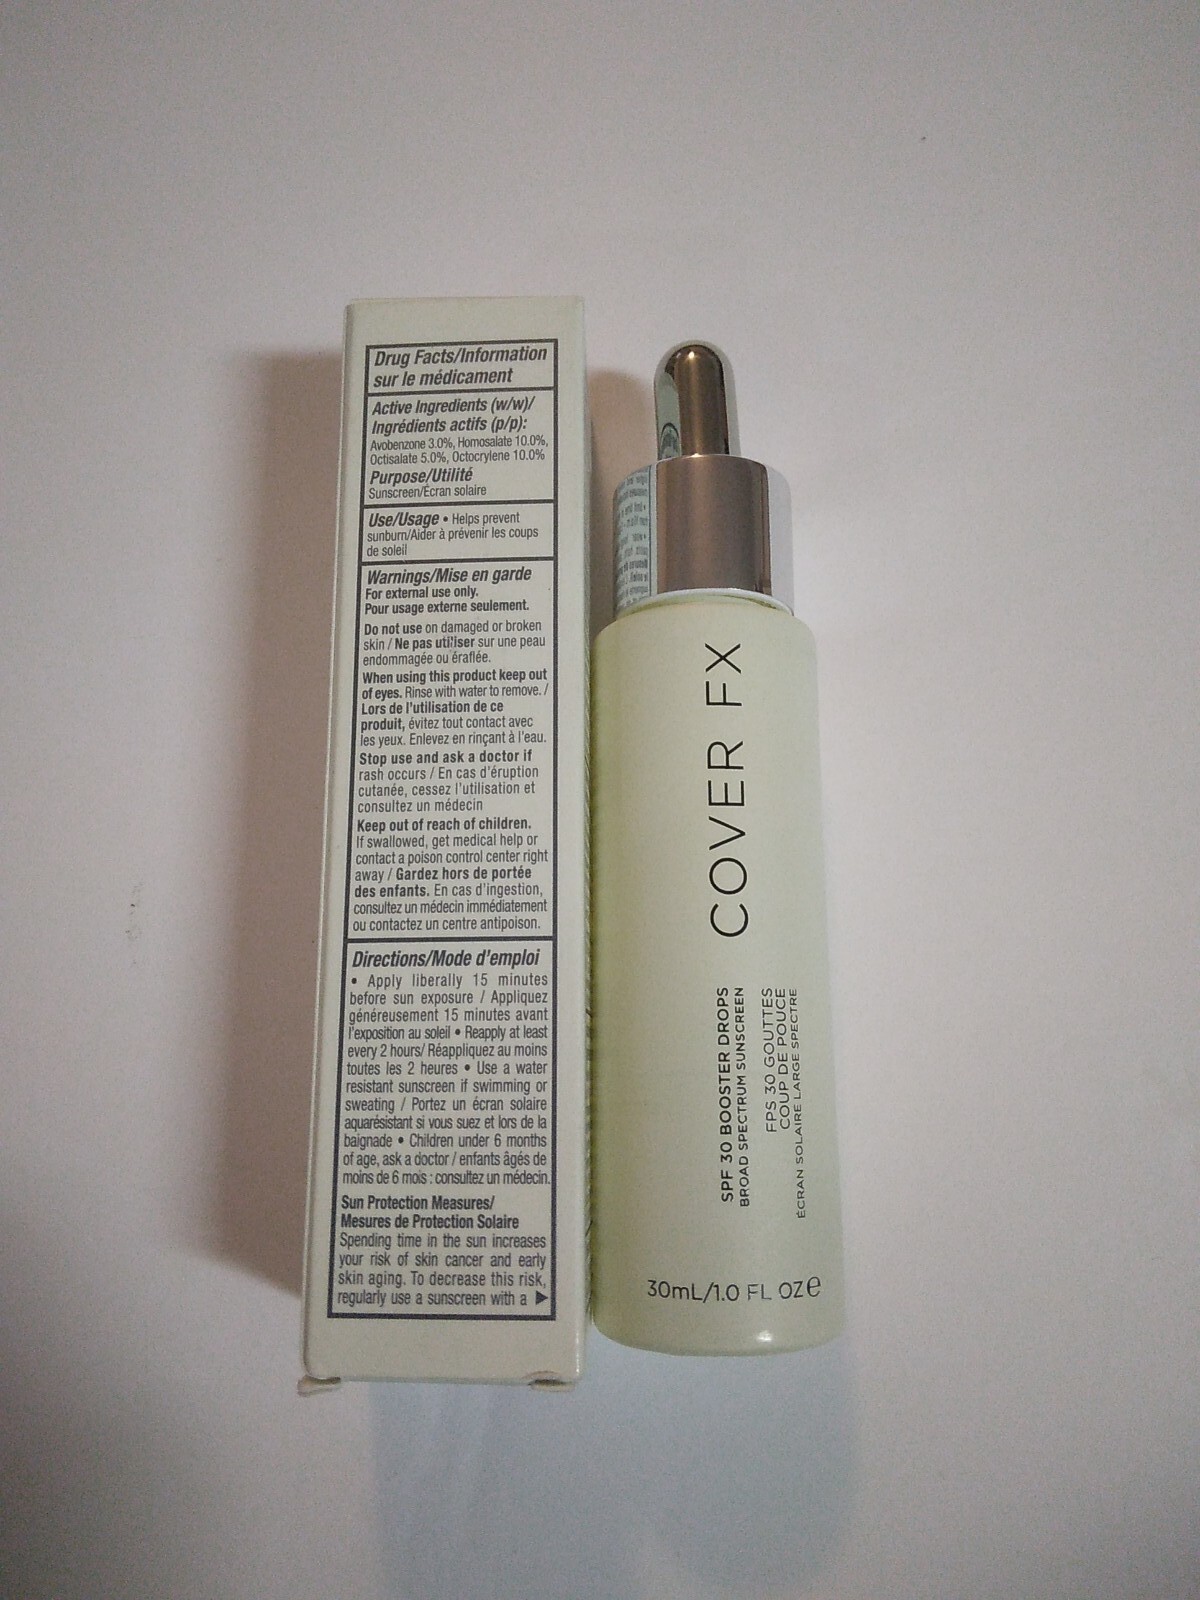 Drug Facts/Information
sur le médicament
Active Ingredients (w/w)/
Ingrédients actifs (p/p):
Avobenzone 3.0%, Homosalate 10.0%,
Octisalate 5.0%, Octocrylene 10.0%
Purpose/Utilité
Sunscreen/Écran solaire
Use/Usage • Helps prevent
sunburn/Aider à prévenir les coups
de soleil
Warnings/Mise en garde
For external use only.
Pour usage externe seulement.
Do not use on damaged or broken
skin / Ne pas utiliser sur une peau
endommagée ou éraflée.
When using this product keep out
of eyes. Rinse with water to remove. /
Lors de l'utilisation de ce
produit, évitez tout contact avec
les yeux. Enlevez en rinçant à l'eau.
Stop use and ask a doctor if
rash occurs / En cas d'éruption
cutanée, cessez l'utilisation et
consultez un médecin
Keep out of reach of children.
If swallowed, get medical help or
contact a poison control center right
away / Gardez hors de portée
des enfants. En cas d'ingestion,
consultez un médecin immédiatement
ou contactez un centre antipoison.
Directions/Mode d'emploi
• Apply liberally 15 minutes
before sun exposure / Appliquez
généreusement 15 minutes avant
l'exposition au soleil • Reapply at least
every 2 hours/ Réappliquez au moins
toutes les 2 heures • Use a water
resistant sunscreen if swimming or
sweating / Portez un écran solaire
aquarésistant si vous suez et lors de la
baignade • Children under 6 months
of age, ask a doctor / enfants âgés de
moins de 6 mois : consultez un médecin.
Sun Protection Measures/
Mesures de Protection Solaire
Spending time in the sun increases
your risk of skin cancer and early
skin aging. To decrease this risk,
regularly use a sunscreen with a ▶
COVER FX
SPF 30 BOOSTER DROPS
BROAD SPECTRUM SUNSCREEN
FPS 30 GOUTTES
COUP DE POUCE
ÉCRAN SOLAIRE LARGE SPECTRE
30mL/1.0 FL OZ℮